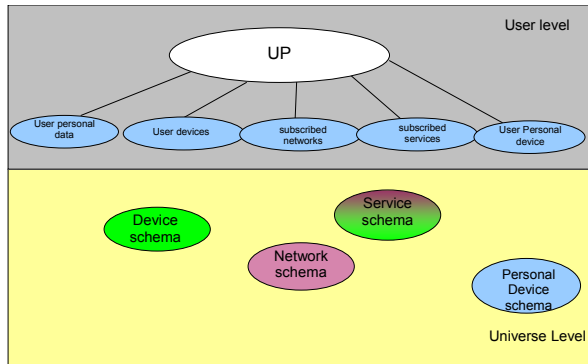 User level
UP
User personal
data
User devices
subscribed
networks
subscribed
services
User Personal
device
Device
schema
Service
schema
Network
schema
Personal
Device
schema
Universe Level